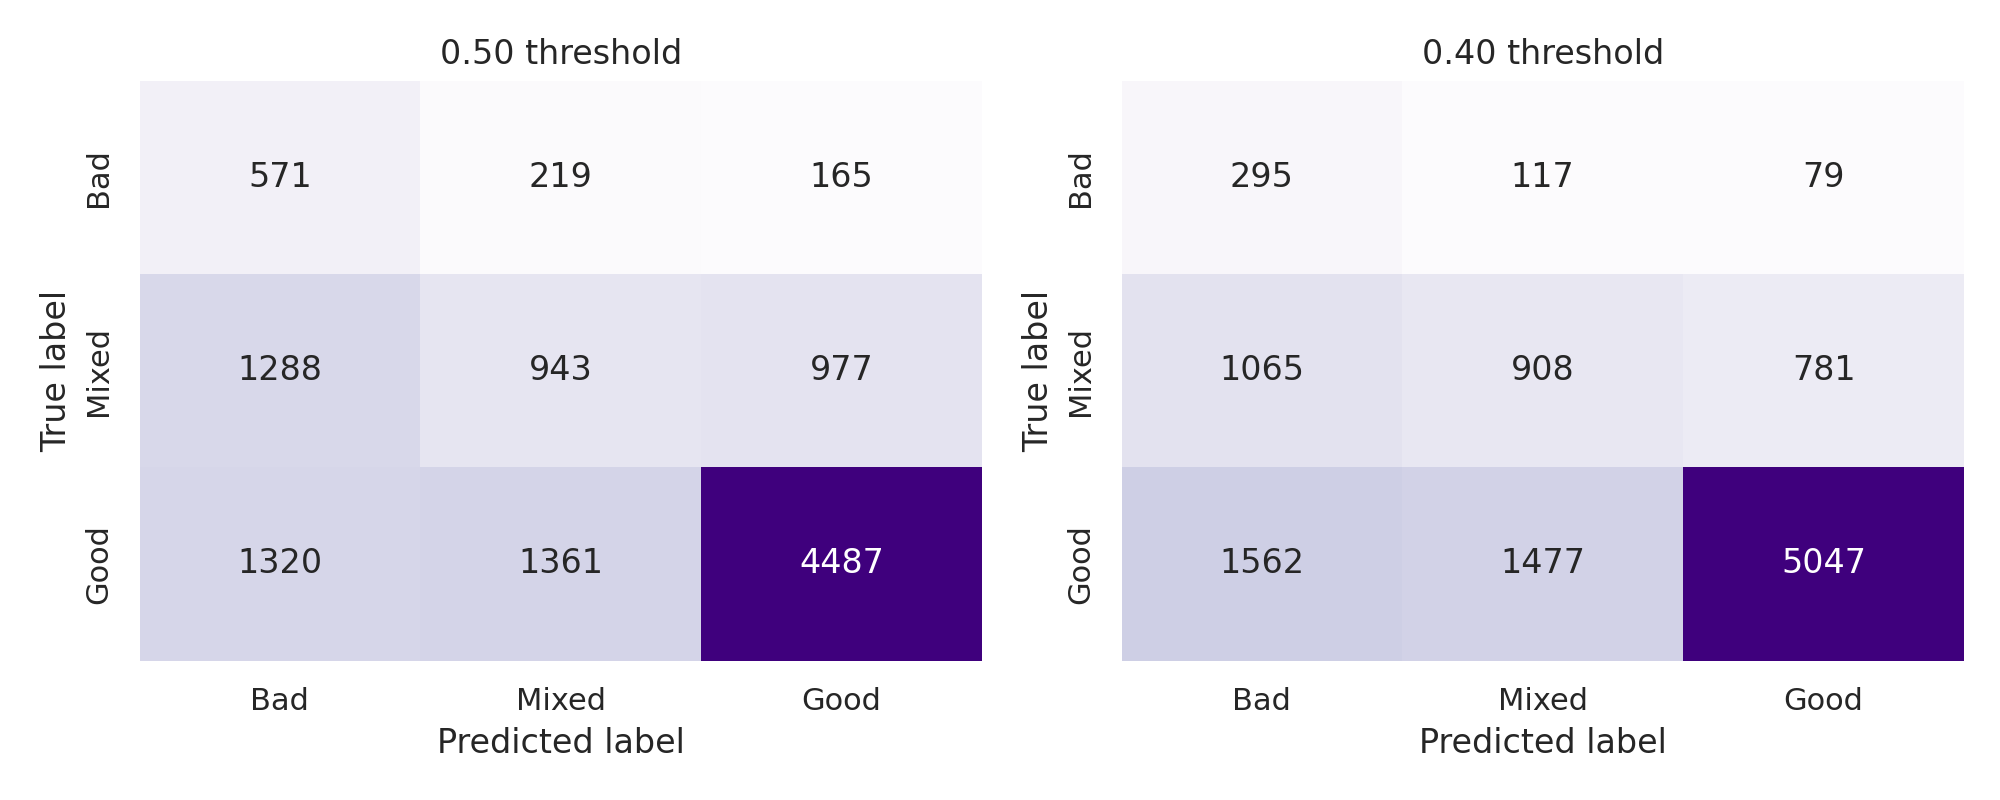 0.50 threshold
True label
Bad
571
219
165
Mixed
1288
943
977
Good
1320
1361
4487
Bad
Mixed
Good
Predicted label
0.40 threshold
True label
Bad
295
117
79
Mixed
1065
908
781
Good
1562
1477
5047
Bad
Mixed
Good
Predicted label